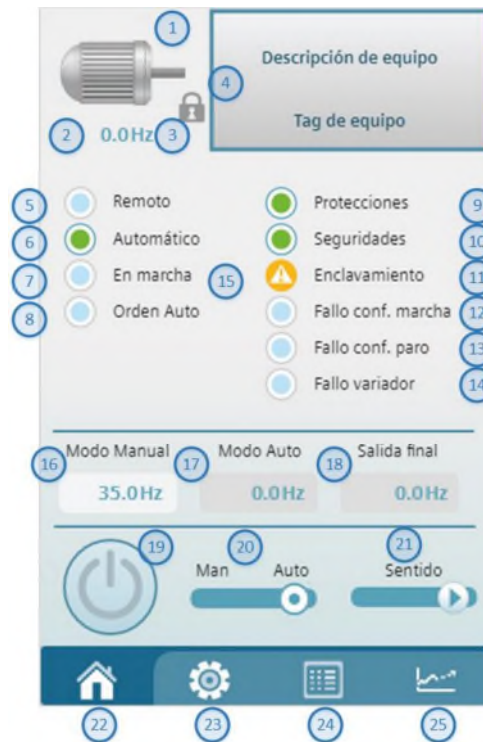 1
Descripción de equipo
4
Tag de equipo
2 0.0Hz 3
5 Remoto
Protecciones 9
6 Automático
Seguridades 10
7 En marcha 15
Enclavamiento 11
8 Orden Auto
Fallo conf. marcha 12
Fallo conf. paro 13
Fallo variador 14
Modo Manual Modo Auto Salida final
16 17 18
35.0Hz 0.0Hz 0.0Hz
19 20 21
Man Auto Sentido
22 23 24 25